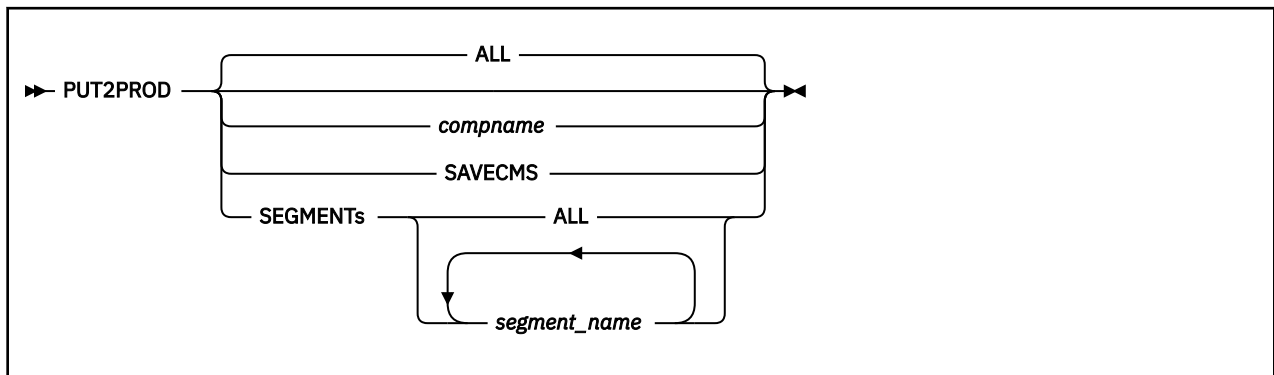 ALL
PUT2PROD
compname
SAVECMS
SEGMENTs ALL
segment_name